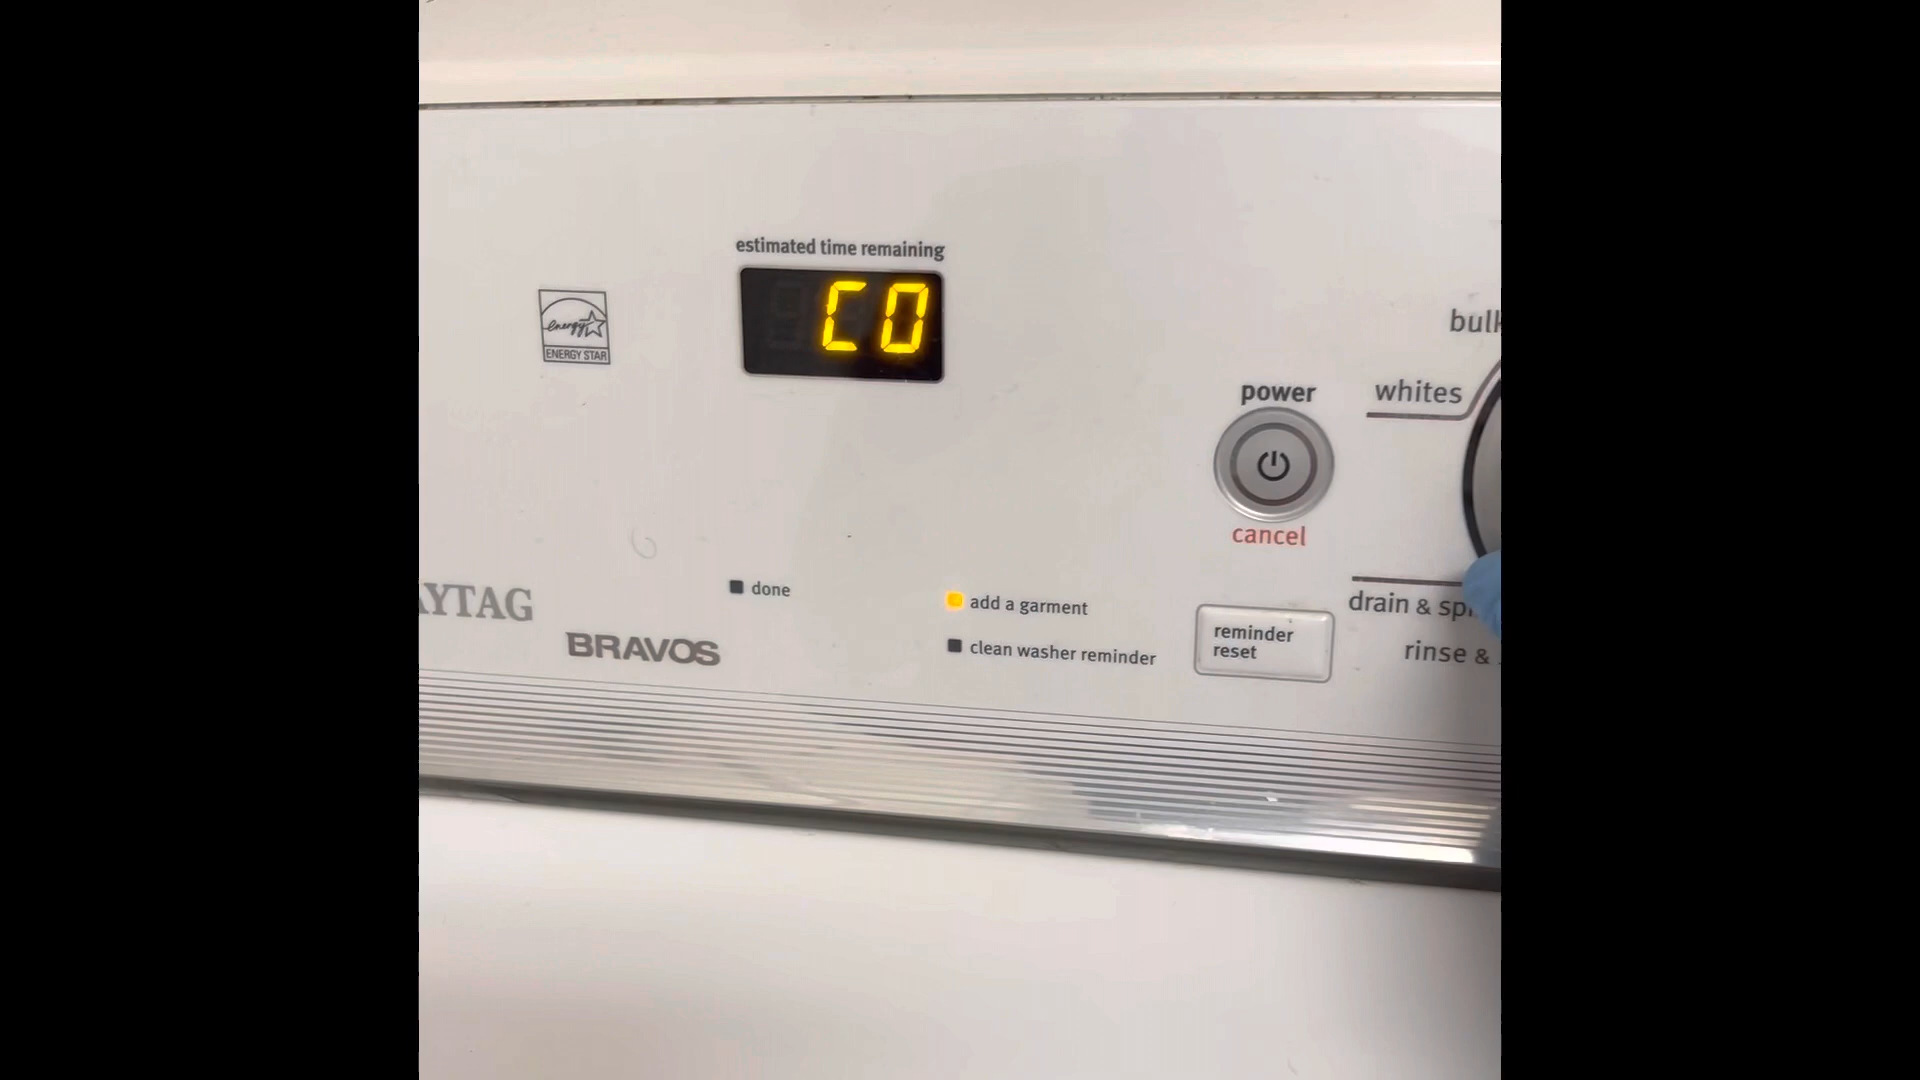 estimated time remaining
C0
energy
ENERGY STAR
bulk
power
whites
cancel
done
add a garment
YTAG
drain & sp
BRAVOS
clean washer reminder
reminder
reset
rinse &